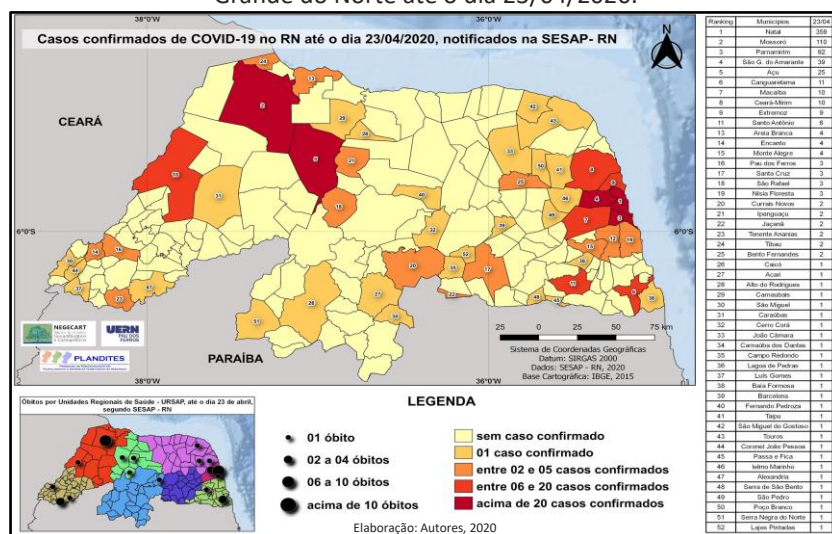 Grande do Norte até o dia 23/04/2020.
Casos confirmados de COVID-19 no RN até o dia 23/04/2020, notificados na SESAP- RN
38°0'0"W
36°0'0"W
N
CEARÁ
6°0'0"S
6°0'0"S
PARAÍBA
NEGECART
UERN
PAU DOS FERROS
PLANDITES
25 0 25 50 75 km
Sistema de Coordenadas Geográficas
Datum: SIRGAS 2000
Dados: SESAP - RN, 2020
Base Cartográfica: IBGE, 2015
38°0'0"W
36°0'0"W
Óbitos por Unidades Regionais de Saúde - URSAP, até o dia 23 de abril,
segundo SESAP - RN
LEGENDA
01 óbito
02 a 04 óbitos
06 a 10 óbitos
acima de 10 óbitos
sem caso confirmado
01 caso confirmado
entre 02 e 05 casos confirmados
entre 06 e 20 casos confirmados
acima de 20 casos confirmados
Elaboração: Autores, 2020
Ranking Municípios 23/04
1 Natal 359
2 Mossoró 110
3 Parnamirim 92
4 São G. do Amarante 39
5 Açu 25
6 Canguaretama 11
7 Macaíba 10
8 Ceará-Mirim 10
9 Extremoz 9
11 Santo Antônio 6
13 Areia Branca 4
14 Encanto 4
15 Monte Alegre 4
16 Pau dos Ferros 3
17 Santa Cruz 3
18 São Rafael 3
19 Nísia Floresta 3
20 Currais Novos 2
21 Ipanguaçu 2
22 Jaçanã 2
23 Tenente Ananias 2
24 Tibau 2
25 Bento Fernandes 2
26 Caicó 1
27 Acari 1
28 Alto do Rodrigues 1
29 Carnaubais 1
30 São Miguel 1
31 Caraúbas 1
32 Cerro Corá 1
33 João Câmara 1
34 Carnaúba dos Dantas 1
35 Campo Redondo 1
36 Lagoa de Pedras 1
37 Luís Gomes 1
38 Baía Formosa 1
39 Barcelona 1
40 Fernando Pedroza 1
41 Taipu 1
42 São Miguel do Gostoso 1
43 Touros 1
44 Coronel João Pessoa 1
45 Passa e Fica 1
46 Ielmo Marinho 1
47 Alexandria 1
48 Serra de São Bento 1
49 São Pedro 1
50 Poço Branco 1
51 Serra Negra do Norte 1
52 Lajes Pintadas 1